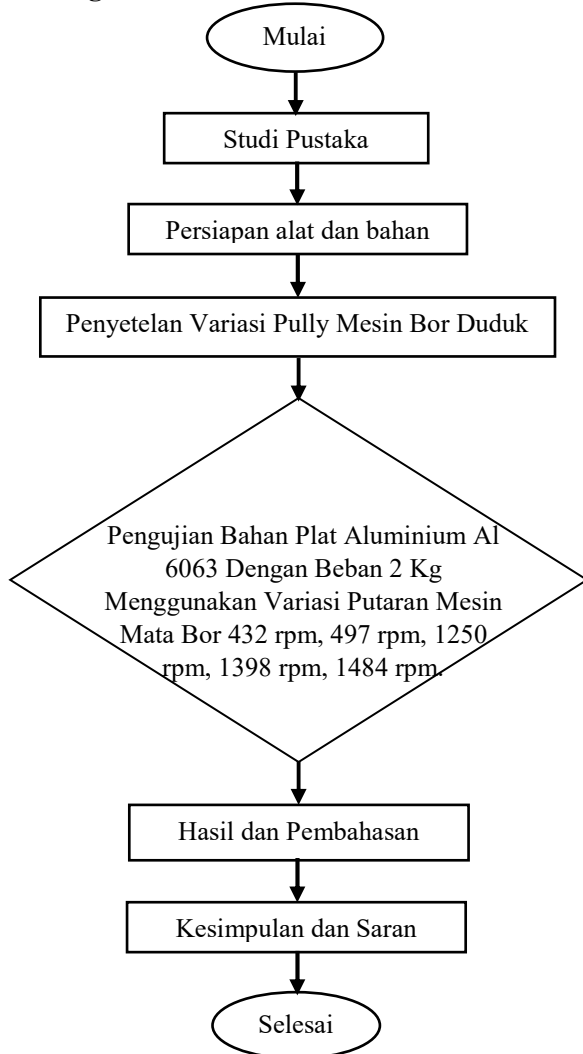 Mulai
Studi Pustaka
Persiapan alat dan bahan
Penyetelan Variasi Pully Mesin Bor Duduk
Pengujian Bahan Plat Aluminium Al
6063 Dengan Beban 2 Kg
Menggunakan Variasi Putaran Mesin
Mata Bor 432 rpm, 497 rpm, 1250
rpm, 1398 rpm, 1484 rpm.
Hasil dan Pembahasan
Kesimpulan dan Saran
Selesai